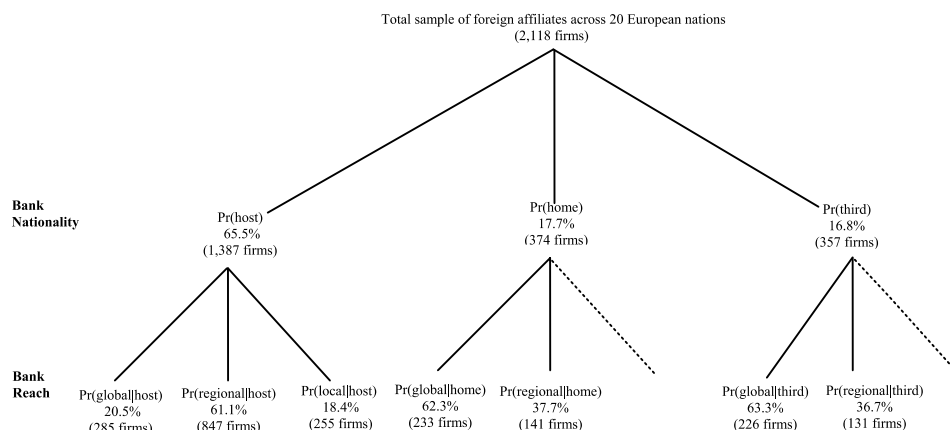 Total sample of foreign affiliates across 20 European nations
(2,118 firms)
Bank
Nationality
Pr(host)
65.5%
(1,387 firms)
Pr(home)
17.7%
(374 firms)
Pr(third)
16.8%
(357 firms)
Bank
Reach
Pr(global|host)
20.5%
(285 firms)
Pr(regional|host)
61.1%
(847 firms)
Pr(local|host)
18.4%
(255 firms)
Pr(global|home)
62.3%
(233 firms)
Pr(regional|home)
37.7%
(141 firms)
Pr(global|third)
63.3%
(226 firms)
Pr(regional|third)
36.7%
(131 firms)